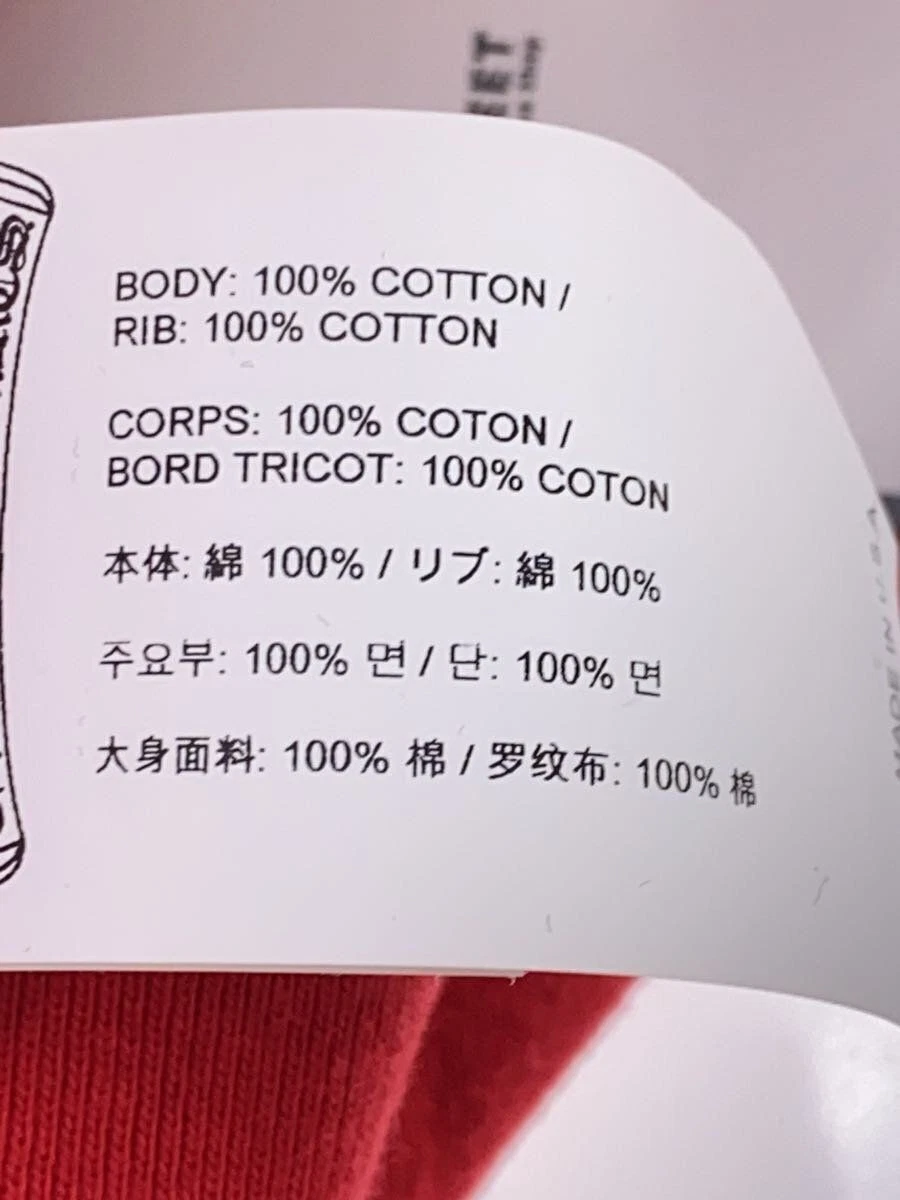 BODY: 100% COTTON /
RIB: 100% COTTON
CORPS: 100% COTON /
BORD TRICOT: 100% COTON
本体: 綿 100% / リブ: 綿 100%
주요부: 100% 면 / 단: 100% 면
大身面料: 100% 棉 / 罗纹布: 100% 棉
MADE IN U.S.A